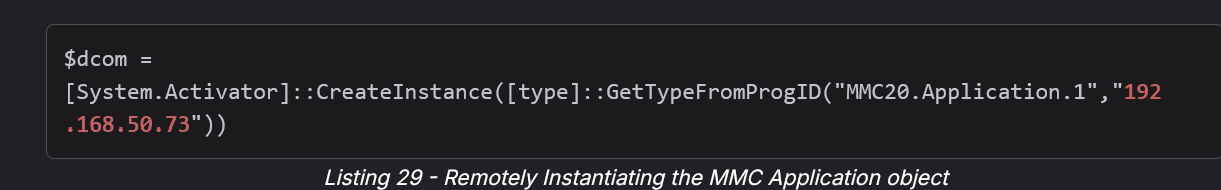 $dcom =
[System.Activator]::CreateInstance([type]::GetTypeFromProgID("MMC20.Application.1","192
.168.50.73"))
Listing 29 - Remotely Instantiating the MMC Application object